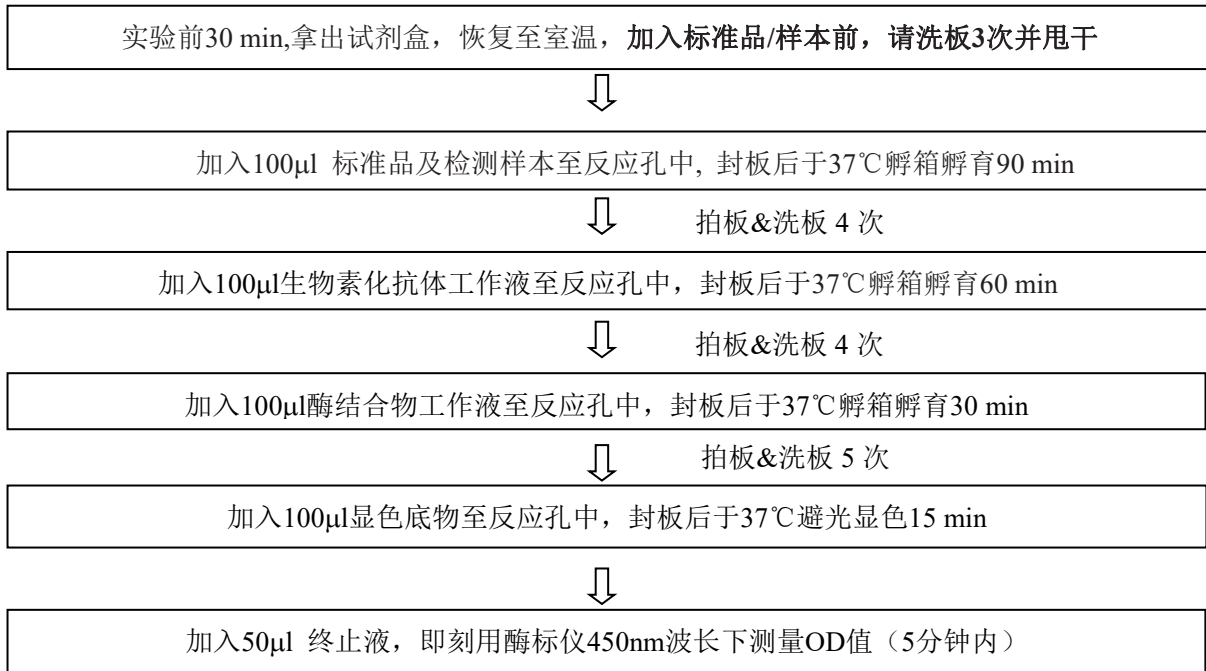 实验前30 min,拿出试剂盒，恢复至室温，加入标准品/样本前，请洗板3次并甩干
加入100μl 标准品及检测样本至反应孔中, 封板后于37℃孵箱孵育90 min
拍板&洗板 4 次
加入100μl生物素化抗体工作液至反应孔中，封板后于37℃孵箱孵育60 min
拍板&洗板 4 次
加入100μl酶结合物工作液至反应孔中，封板后于37℃孵箱孵育30 min
拍板&洗板 5 次
加入100μl显色底物至反应孔中，封板后于37℃避光显色15 min
加入50μl 终止液，即刻用酶标仪450nm波长下测量OD值（5分钟内）